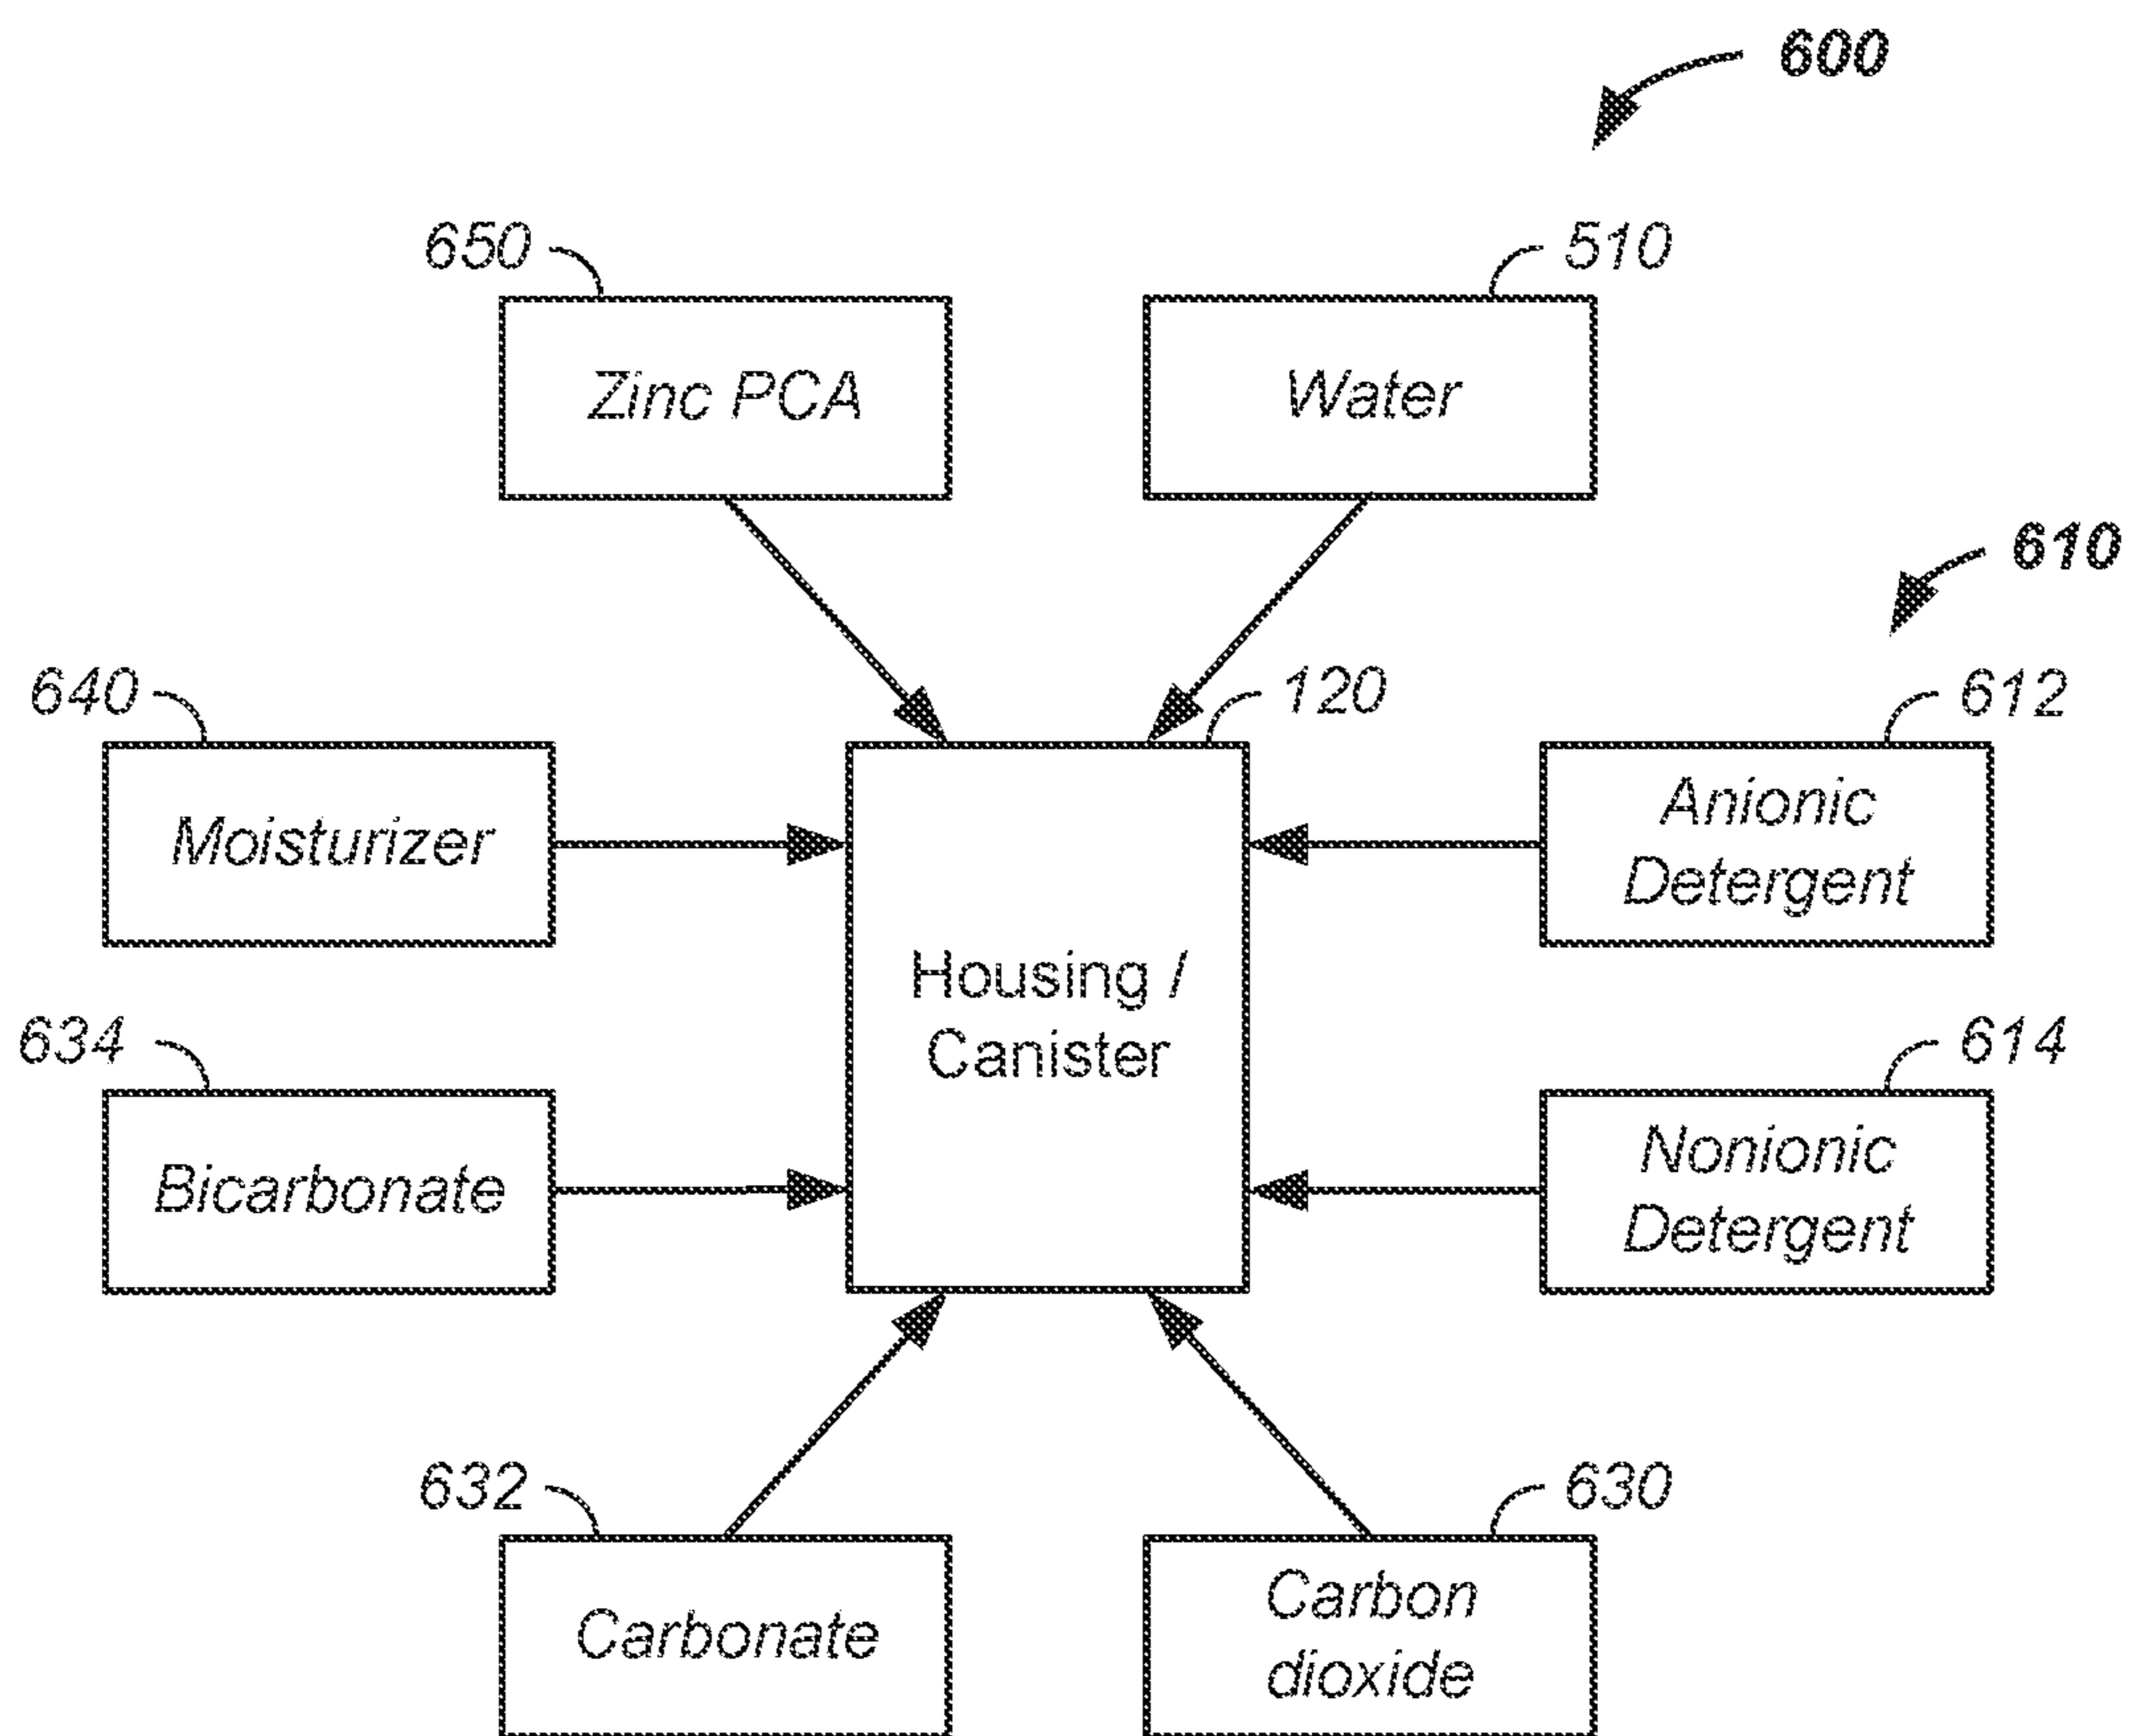 600
650
510
Zinc PCA
Water
610
640
120
612
Moisturizer
Anionic
Detergent
Housing /
Canister
634
614
Bicarbonate
Nonionic
Detergent
632
630
Carbonate
Carbon
dioxide